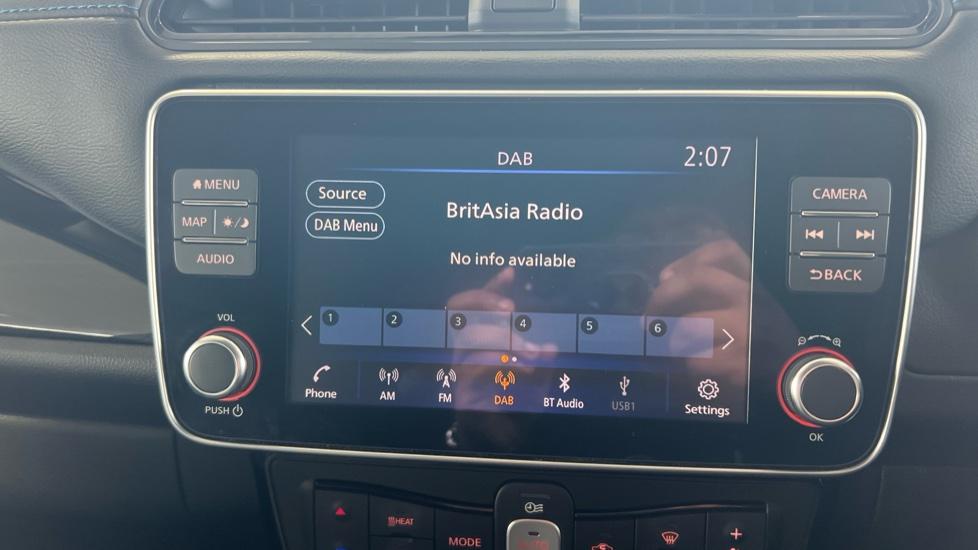 DAB
2:07
MENU
MAP
AUDIO
VOL
PUSH
Source
DAB Menu
BritAsia Radio
No info available
1 2 3 4 5 6
Phone AM FM DAB BT Audio USB1 Settings
CAMERA
BACK
OK
HEAT
MODE
+